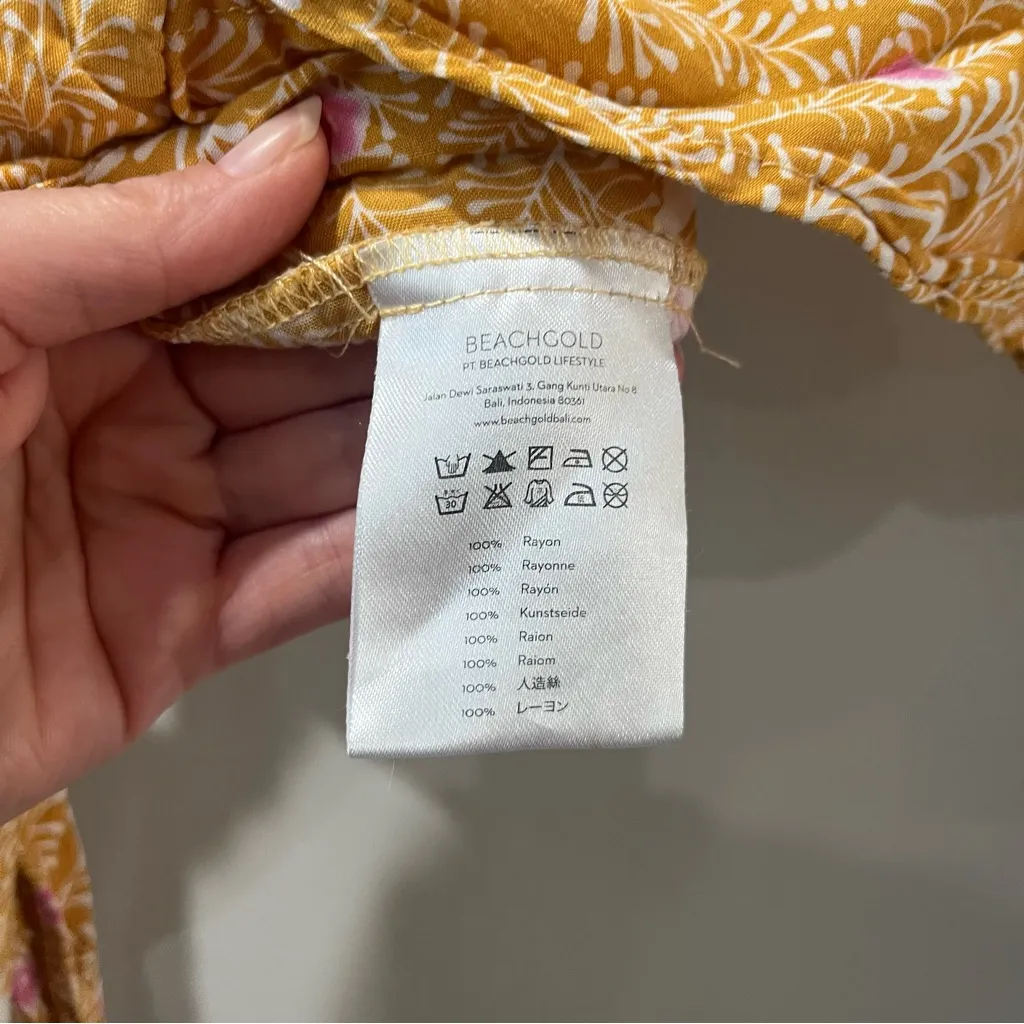 BEACHGOLD
PT. BEACHGOLD LIFESTYLE
Jalan Dewi Saraswati 3, Gang Kunti Utara No 8
Bali, Indonesia 80361
www.beachgoldbali.com
30
100% Rayon
100% Rayonne
100% Rayón
100% Kunstseide
100% Raion
100% Raiom
100% 人造絲
100% レーヨン